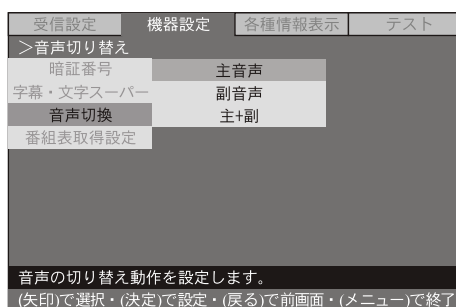 受信設定 機器設定 各種情報表示 テスト
>音声切り替え
暗証番号 主音声
字幕・文字スーパー 副音声
音声切換 主+副
番組表取得設定
音声の切り替え動作を設定します。
(矢印)で選択・(決定)で設定・(戻る)で前画面・(メニュー)で終了